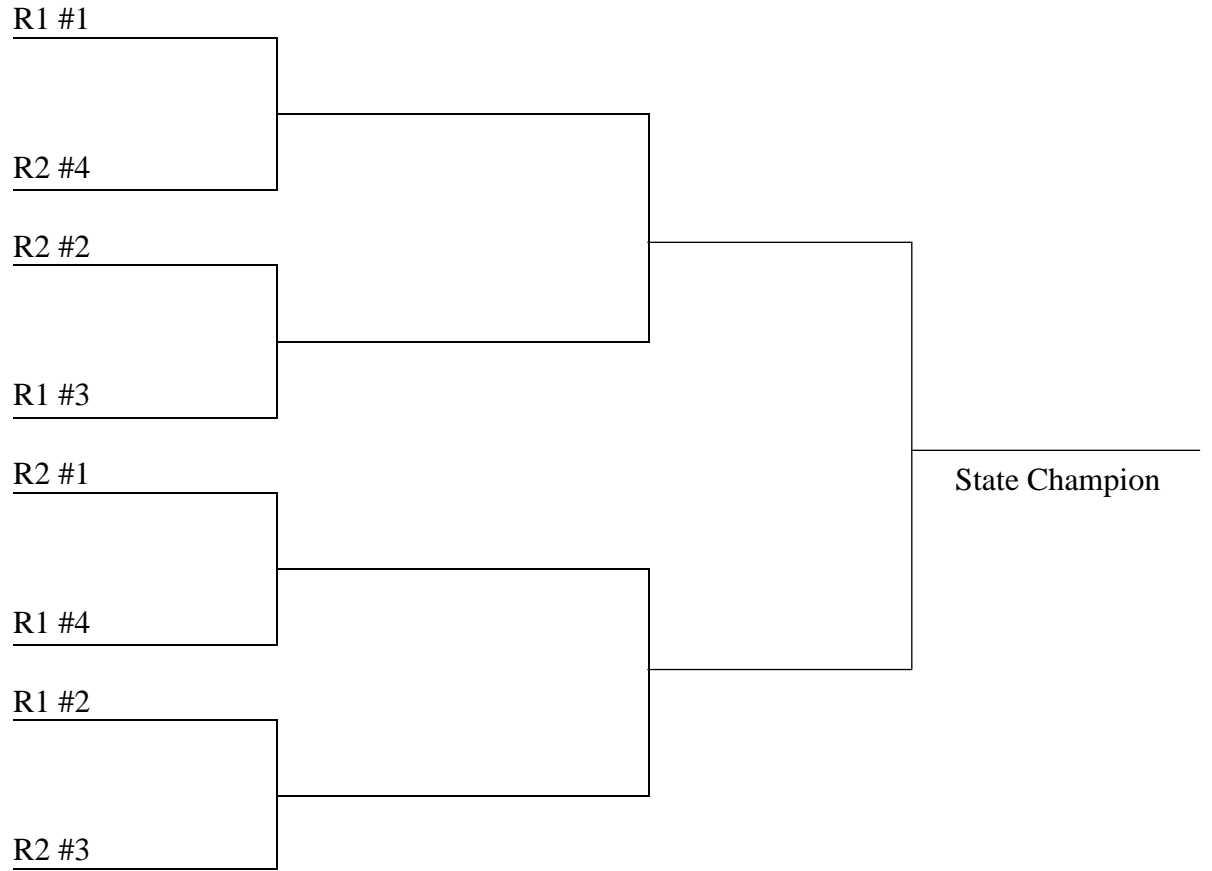 R1 #1
R2 #4
R2 #2
R1 #3
R2 #1
State Champion
R1 #4
R1 #2
R2 #3